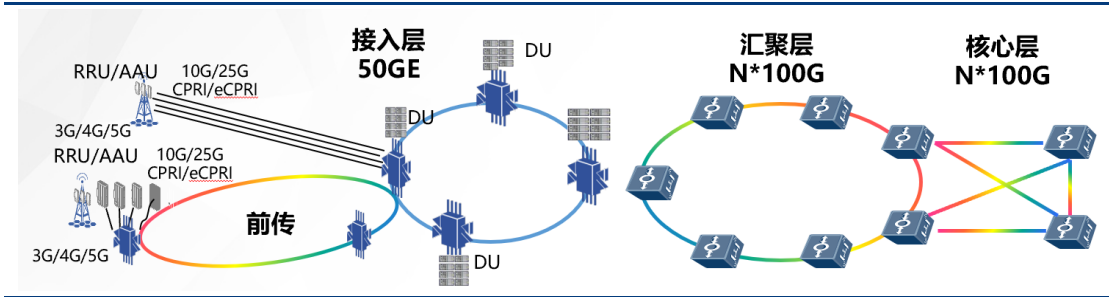 接入层
50GE
DU
汇聚层
N*100G
核心层
N*100G
RRU/AAU
10G/25G
CPRI/eCPRI
DU
3G/4G/5G
RRU/AAU
10G/25G
CPRI/eCPRI
前传
3G/4G/5G
DU